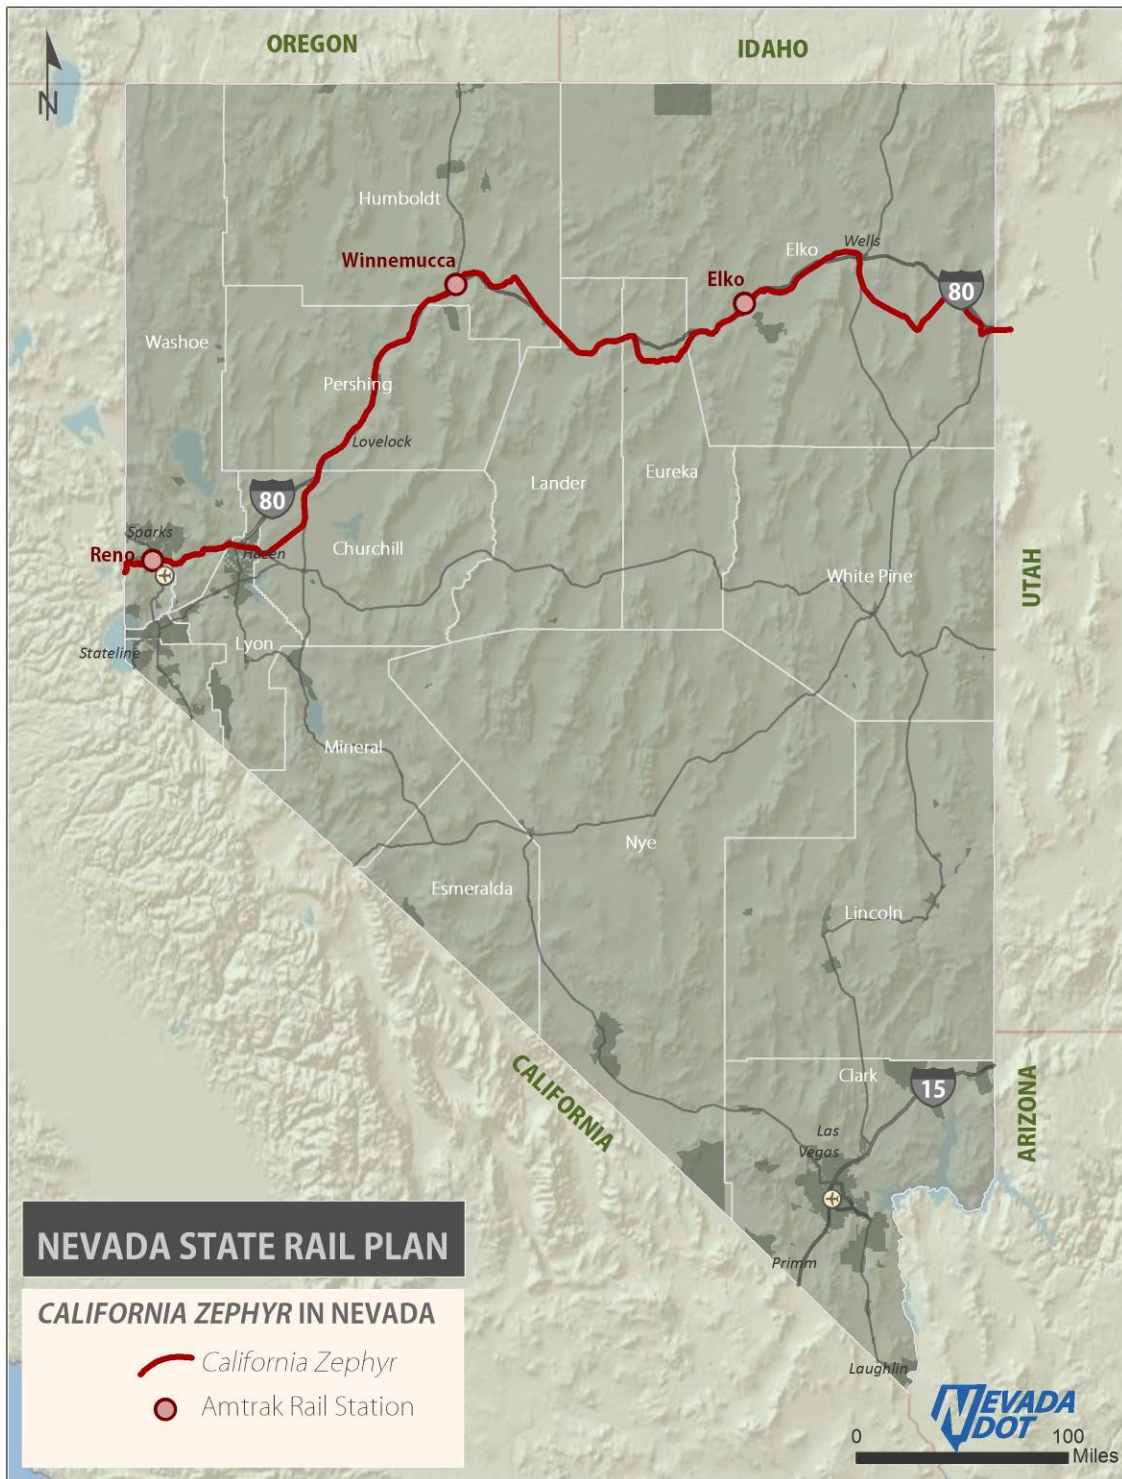 OREGON
IDAHO
N
Humboldt
Winnemucca
Elko
Wells
Elko
80
Washoe
Pershing
Lovelock
Lander
Eureka
80
Sparks
Reno
Hazen
Churchill
White Pine
UTAH
Stateline
Lyon
Mineral
Nye
Esmeralda
Lincoln
CALIFORNIA
Clark
15
ARIZONA
Las
Vegas
Primm
Laughlin
NEVADA STATE RAIL PLAN
CALIFORNIA ZEPHYR IN NEVADA
California Zephyr
Amtrak Rail Station
NEVADA
DOT
0 100
Miles